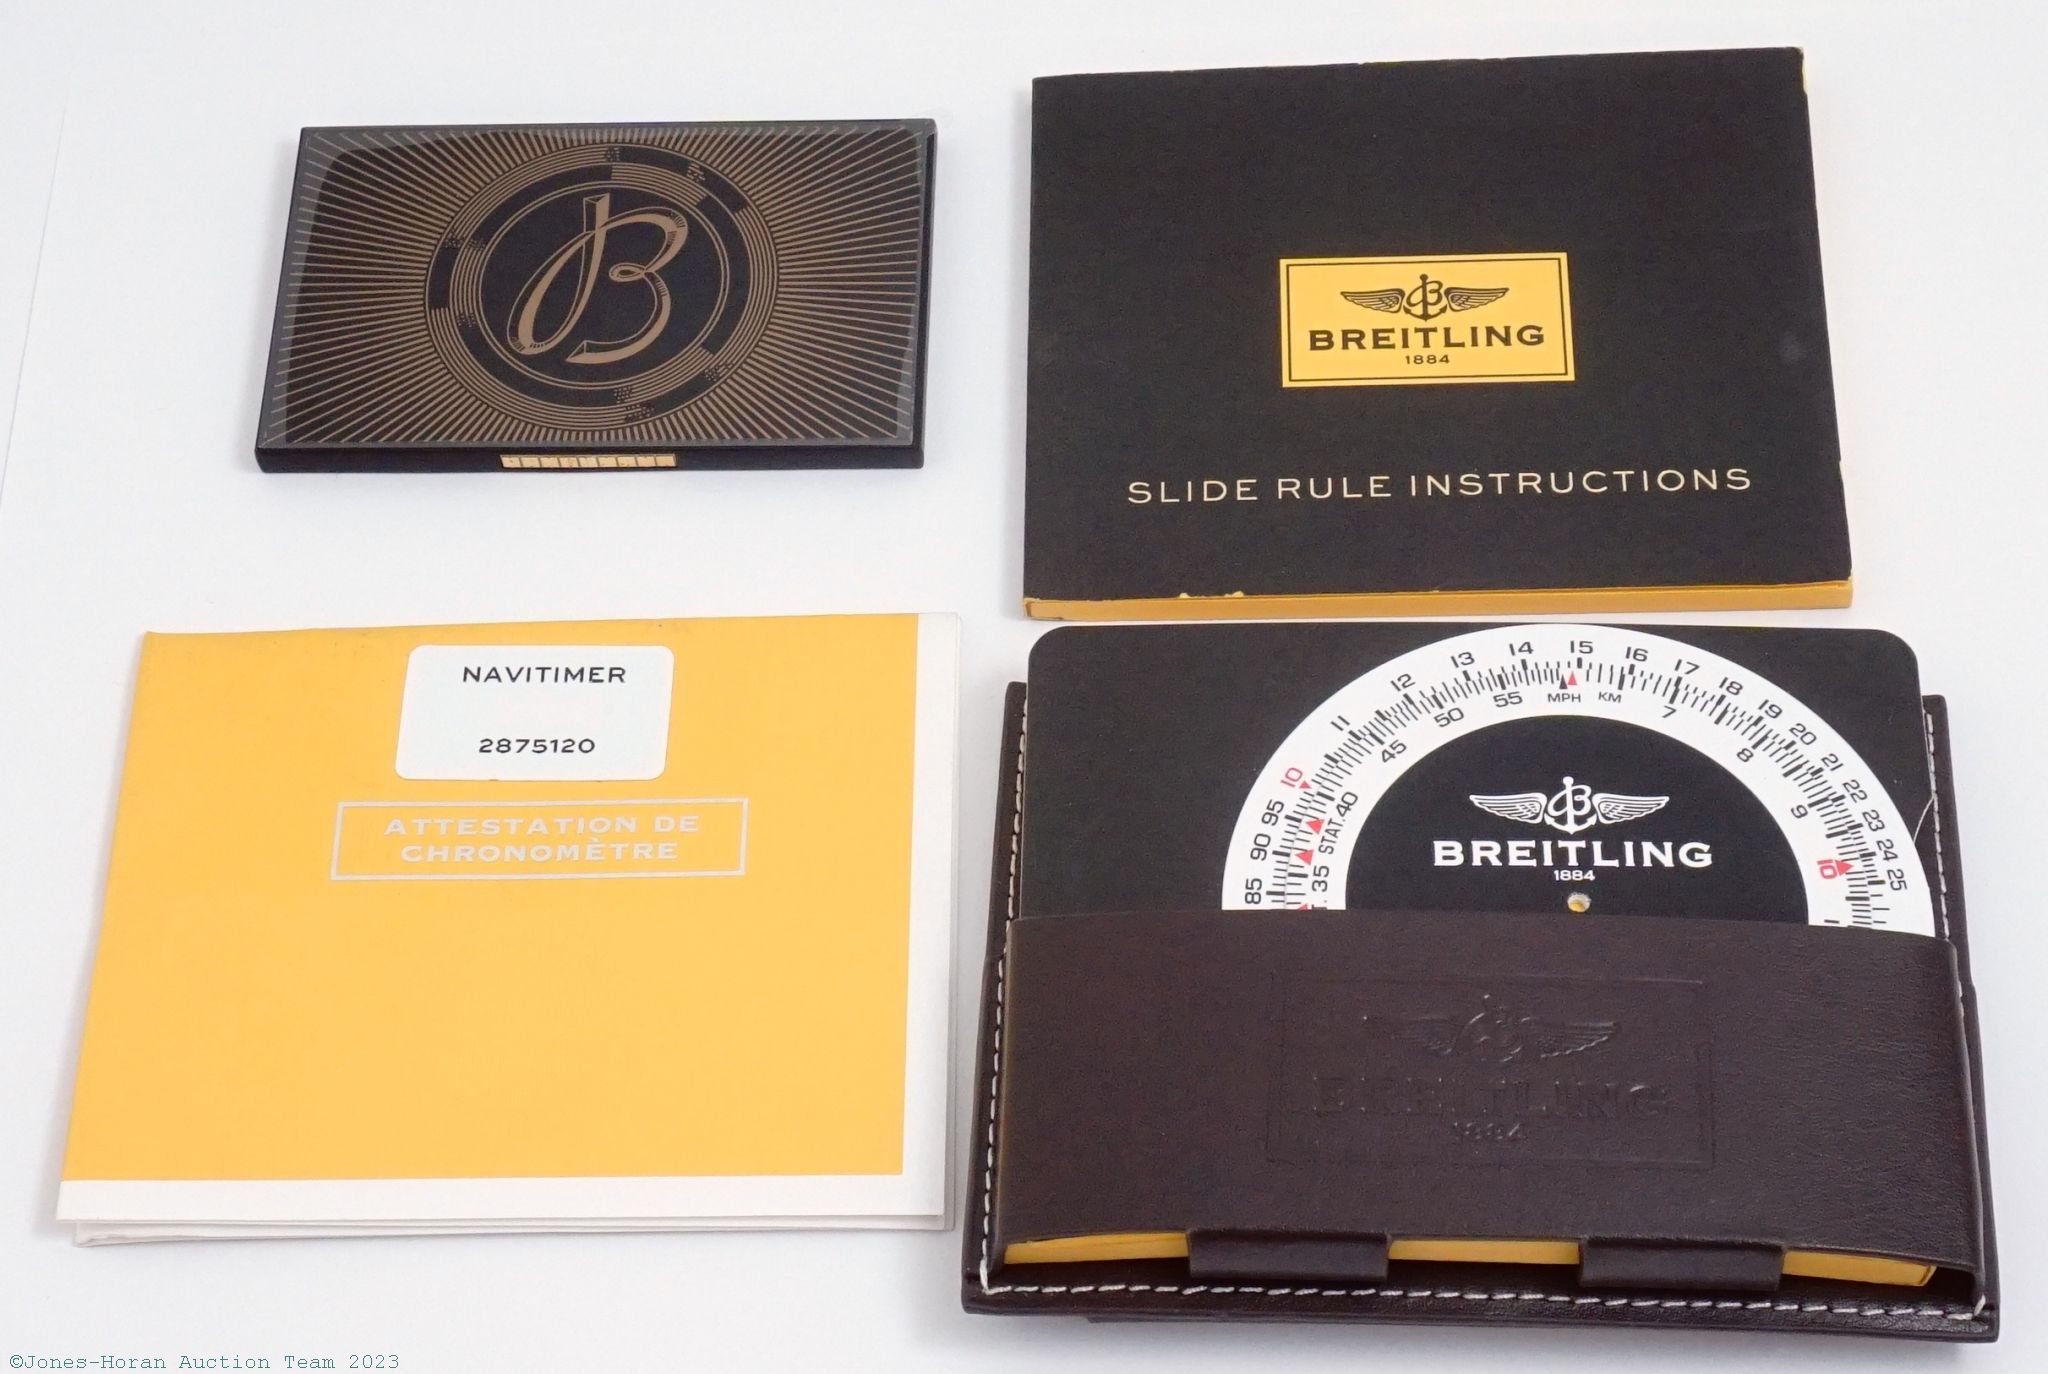 B
BREITLING
1884
SLIDE RULE INSTRUCTIONS
NAVITIMER
2875120
ATTESTATION DE
CHRONOMÈTRE
85 90 95 10 11 12 13 14 15 16 17 18 19 20 21 22 23 24 25
35 STAT. 40 45 50 55 MPH KM 7 8 9 10
BREITLING
1884
BREITLING
1884
©Jones-Horan Auction Team 2023